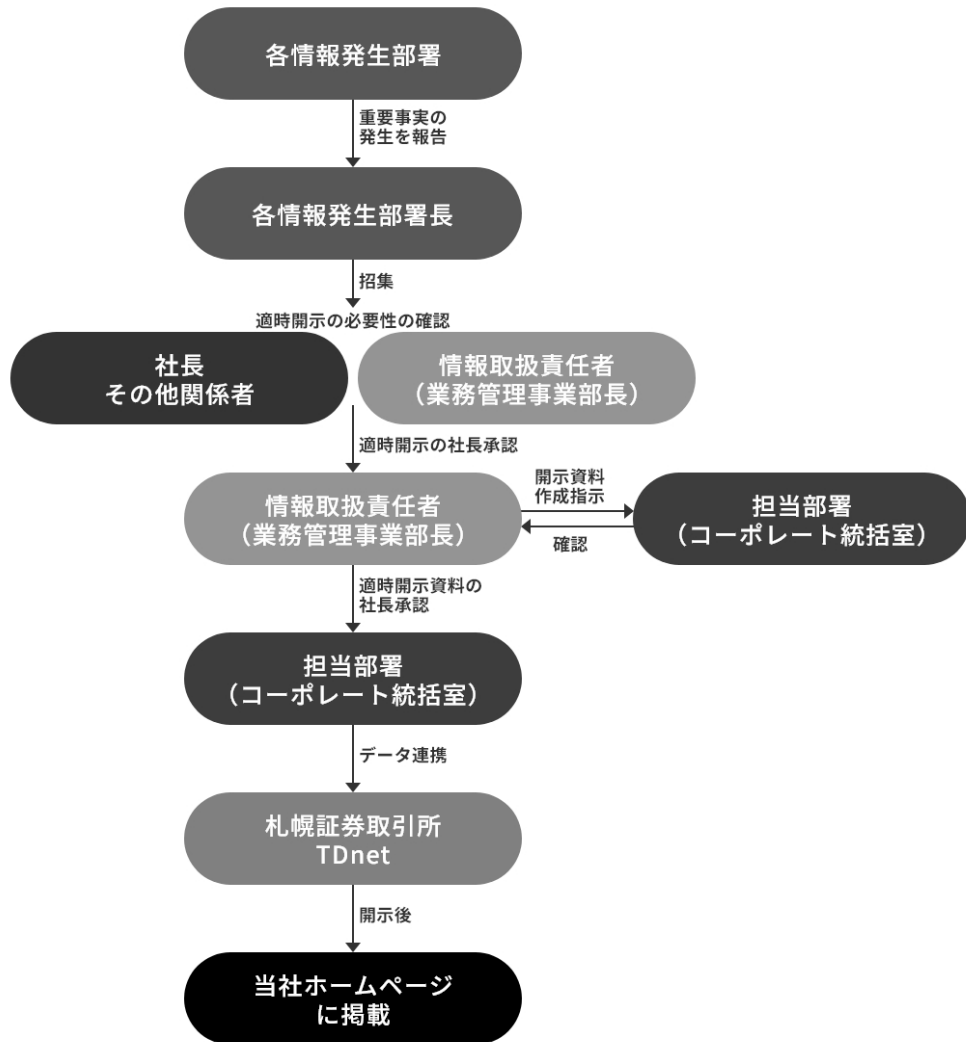 各情報発生部署
重要事実の
発生を報告
各情報発生部署長
招集
適時開示の必要性の確認
社長
その他関係者
情報取扱責任者
（業務管理事業部長）
適時開示の社長承認
情報取扱責任者
（業務管理事業部長）
開示資料
作成指示
確認
担当部署
（コーポレート統括室）
適時開示資料の
社長承認
担当部署
（コーポレート統括室）
データ連携
札幌証券取引所
TDnet
開示後
当社ホームページ
に掲載